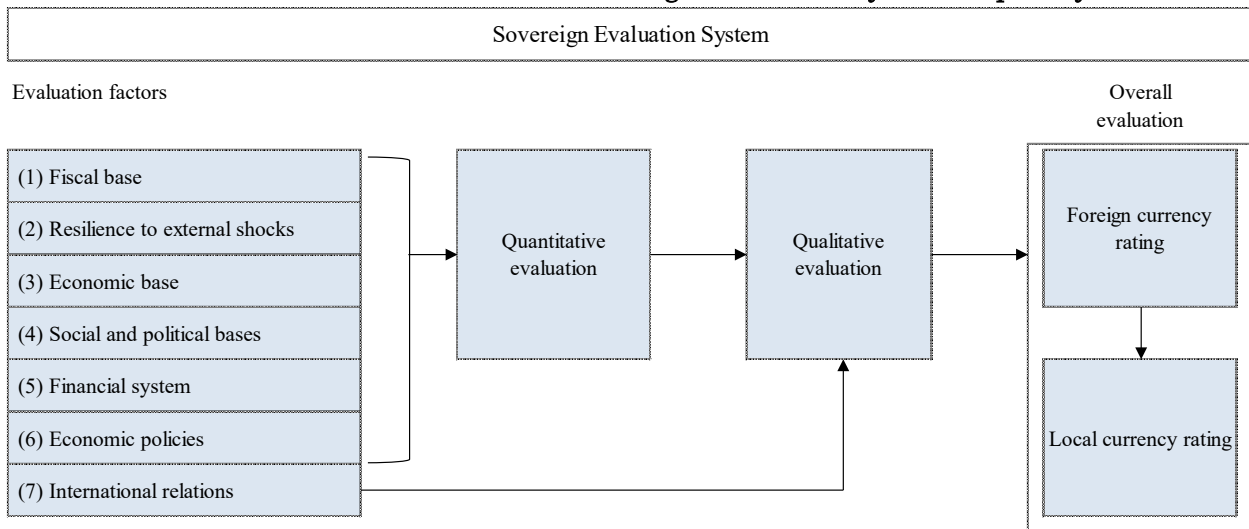 Sovereign Evaluation System
Evaluation factors
Overall
evaluation
(1) Fiscal base
(2) Resilience to external shocks
(3) Economic base
(4) Social and political bases
(5) Financial system
(6) Economic policies
(7) International relations
Quantitative
evaluation
Qualitative
evaluation
Foreign currency
rating
Local currency rating